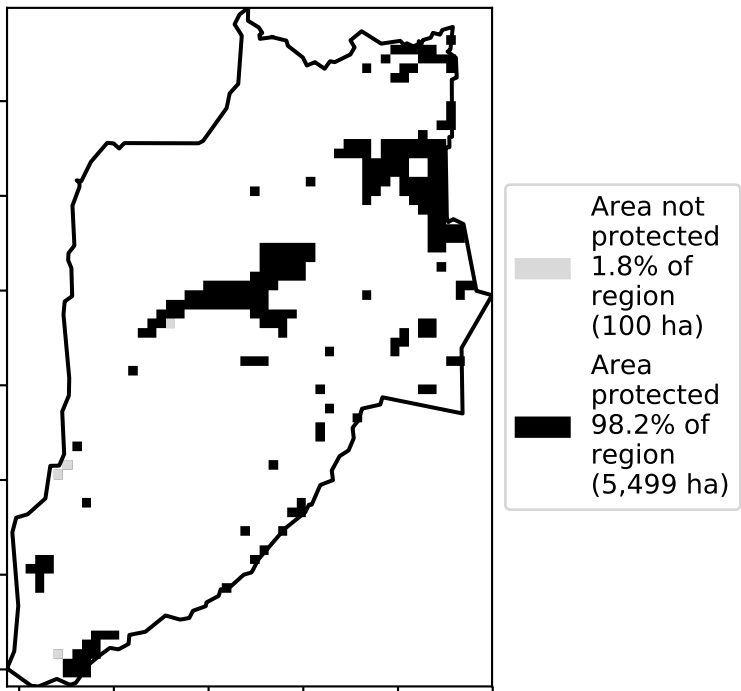 Area not
protected
1.8% of
region
(100 ha)
Area
protected
98.2% of
region
(5,499 ha)